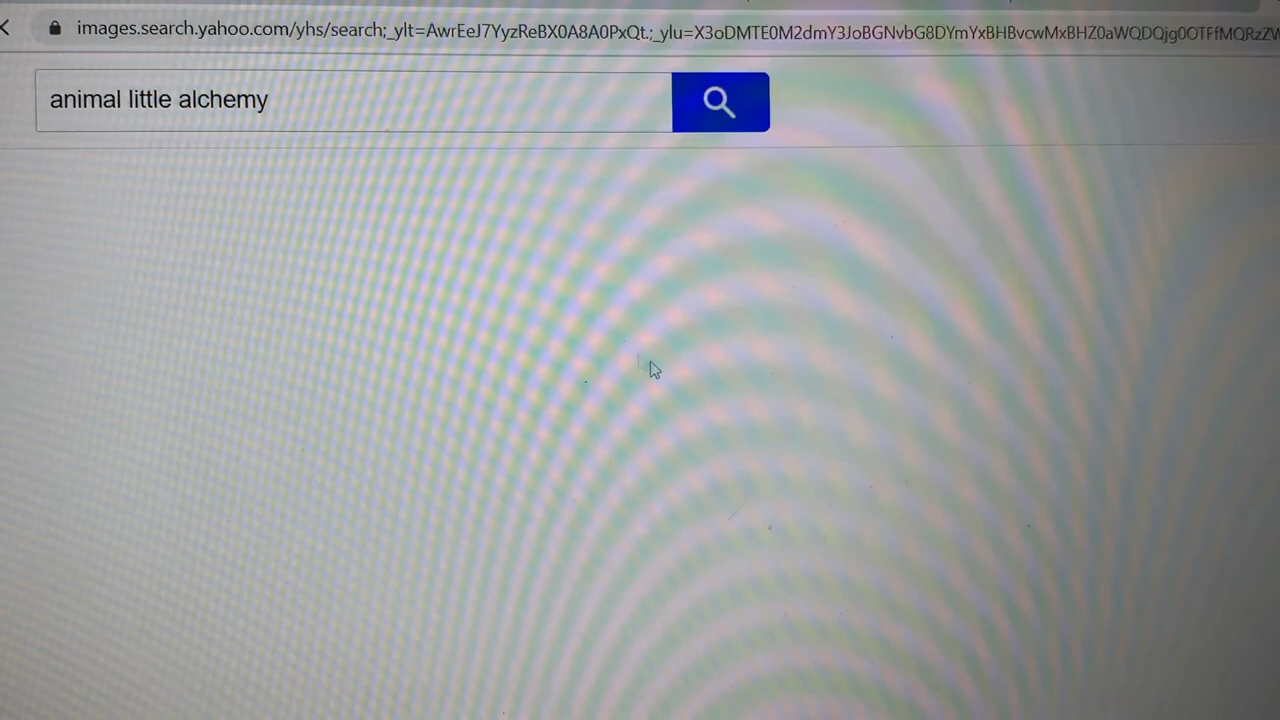 images.search.yahoo.com/yhs/search;_ylt=AwrEeJ7YyzReBX0A8A0PxQt.;_ylu=X3oDMTE0M2dmY3JoBGNvbG8DYmYxBHBvcwMxBHZ0aWQDQjg0OTFfMQRzZW
animal little alchemy